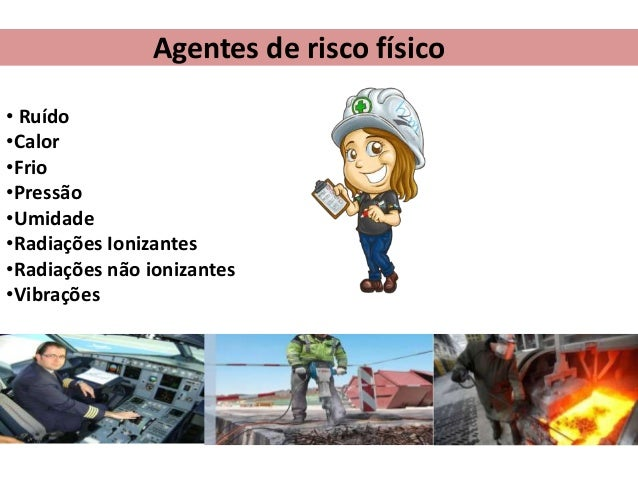 Agentes de risco físico
• Ruído
•Calor
•Frio
•Pressão
•Umidade
•Radiações Ionizantes
•Radiações não ionizantes
•Vibrações